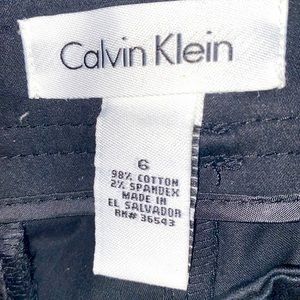 Calvin Klein
6
98% COTTON
2% SPANDEX
MADE IN
EL SALVADOR
RN# 36543